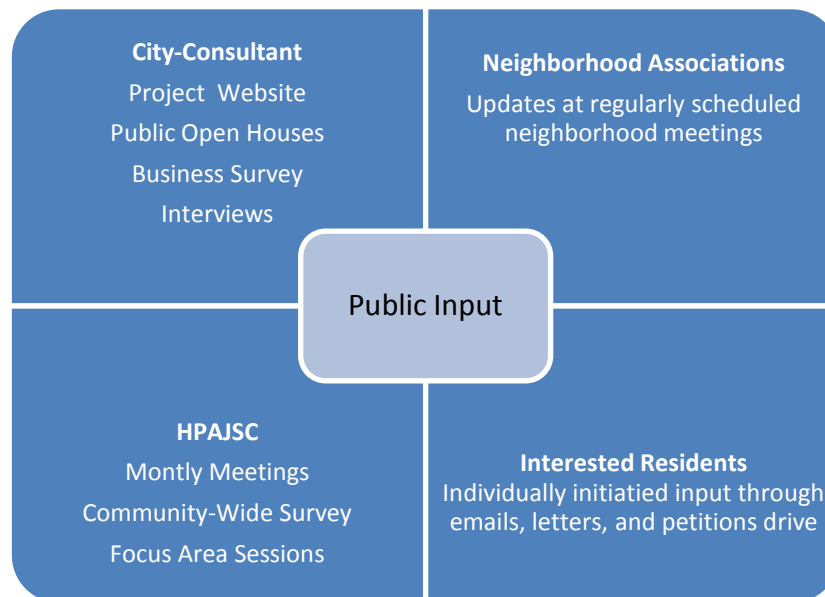 City-Consultant
Project Website
Public Open Houses
Business Survey
Interviews
Neighborhood Associations
Updates at regularly scheduled
neighborhood meetings
Public Input
HPAJSC
Montly Meetings
Community-Wide Survey
Focus Area Sessions
Interested Residents
Individually initiatied input through
emails, letters, and petitions drive